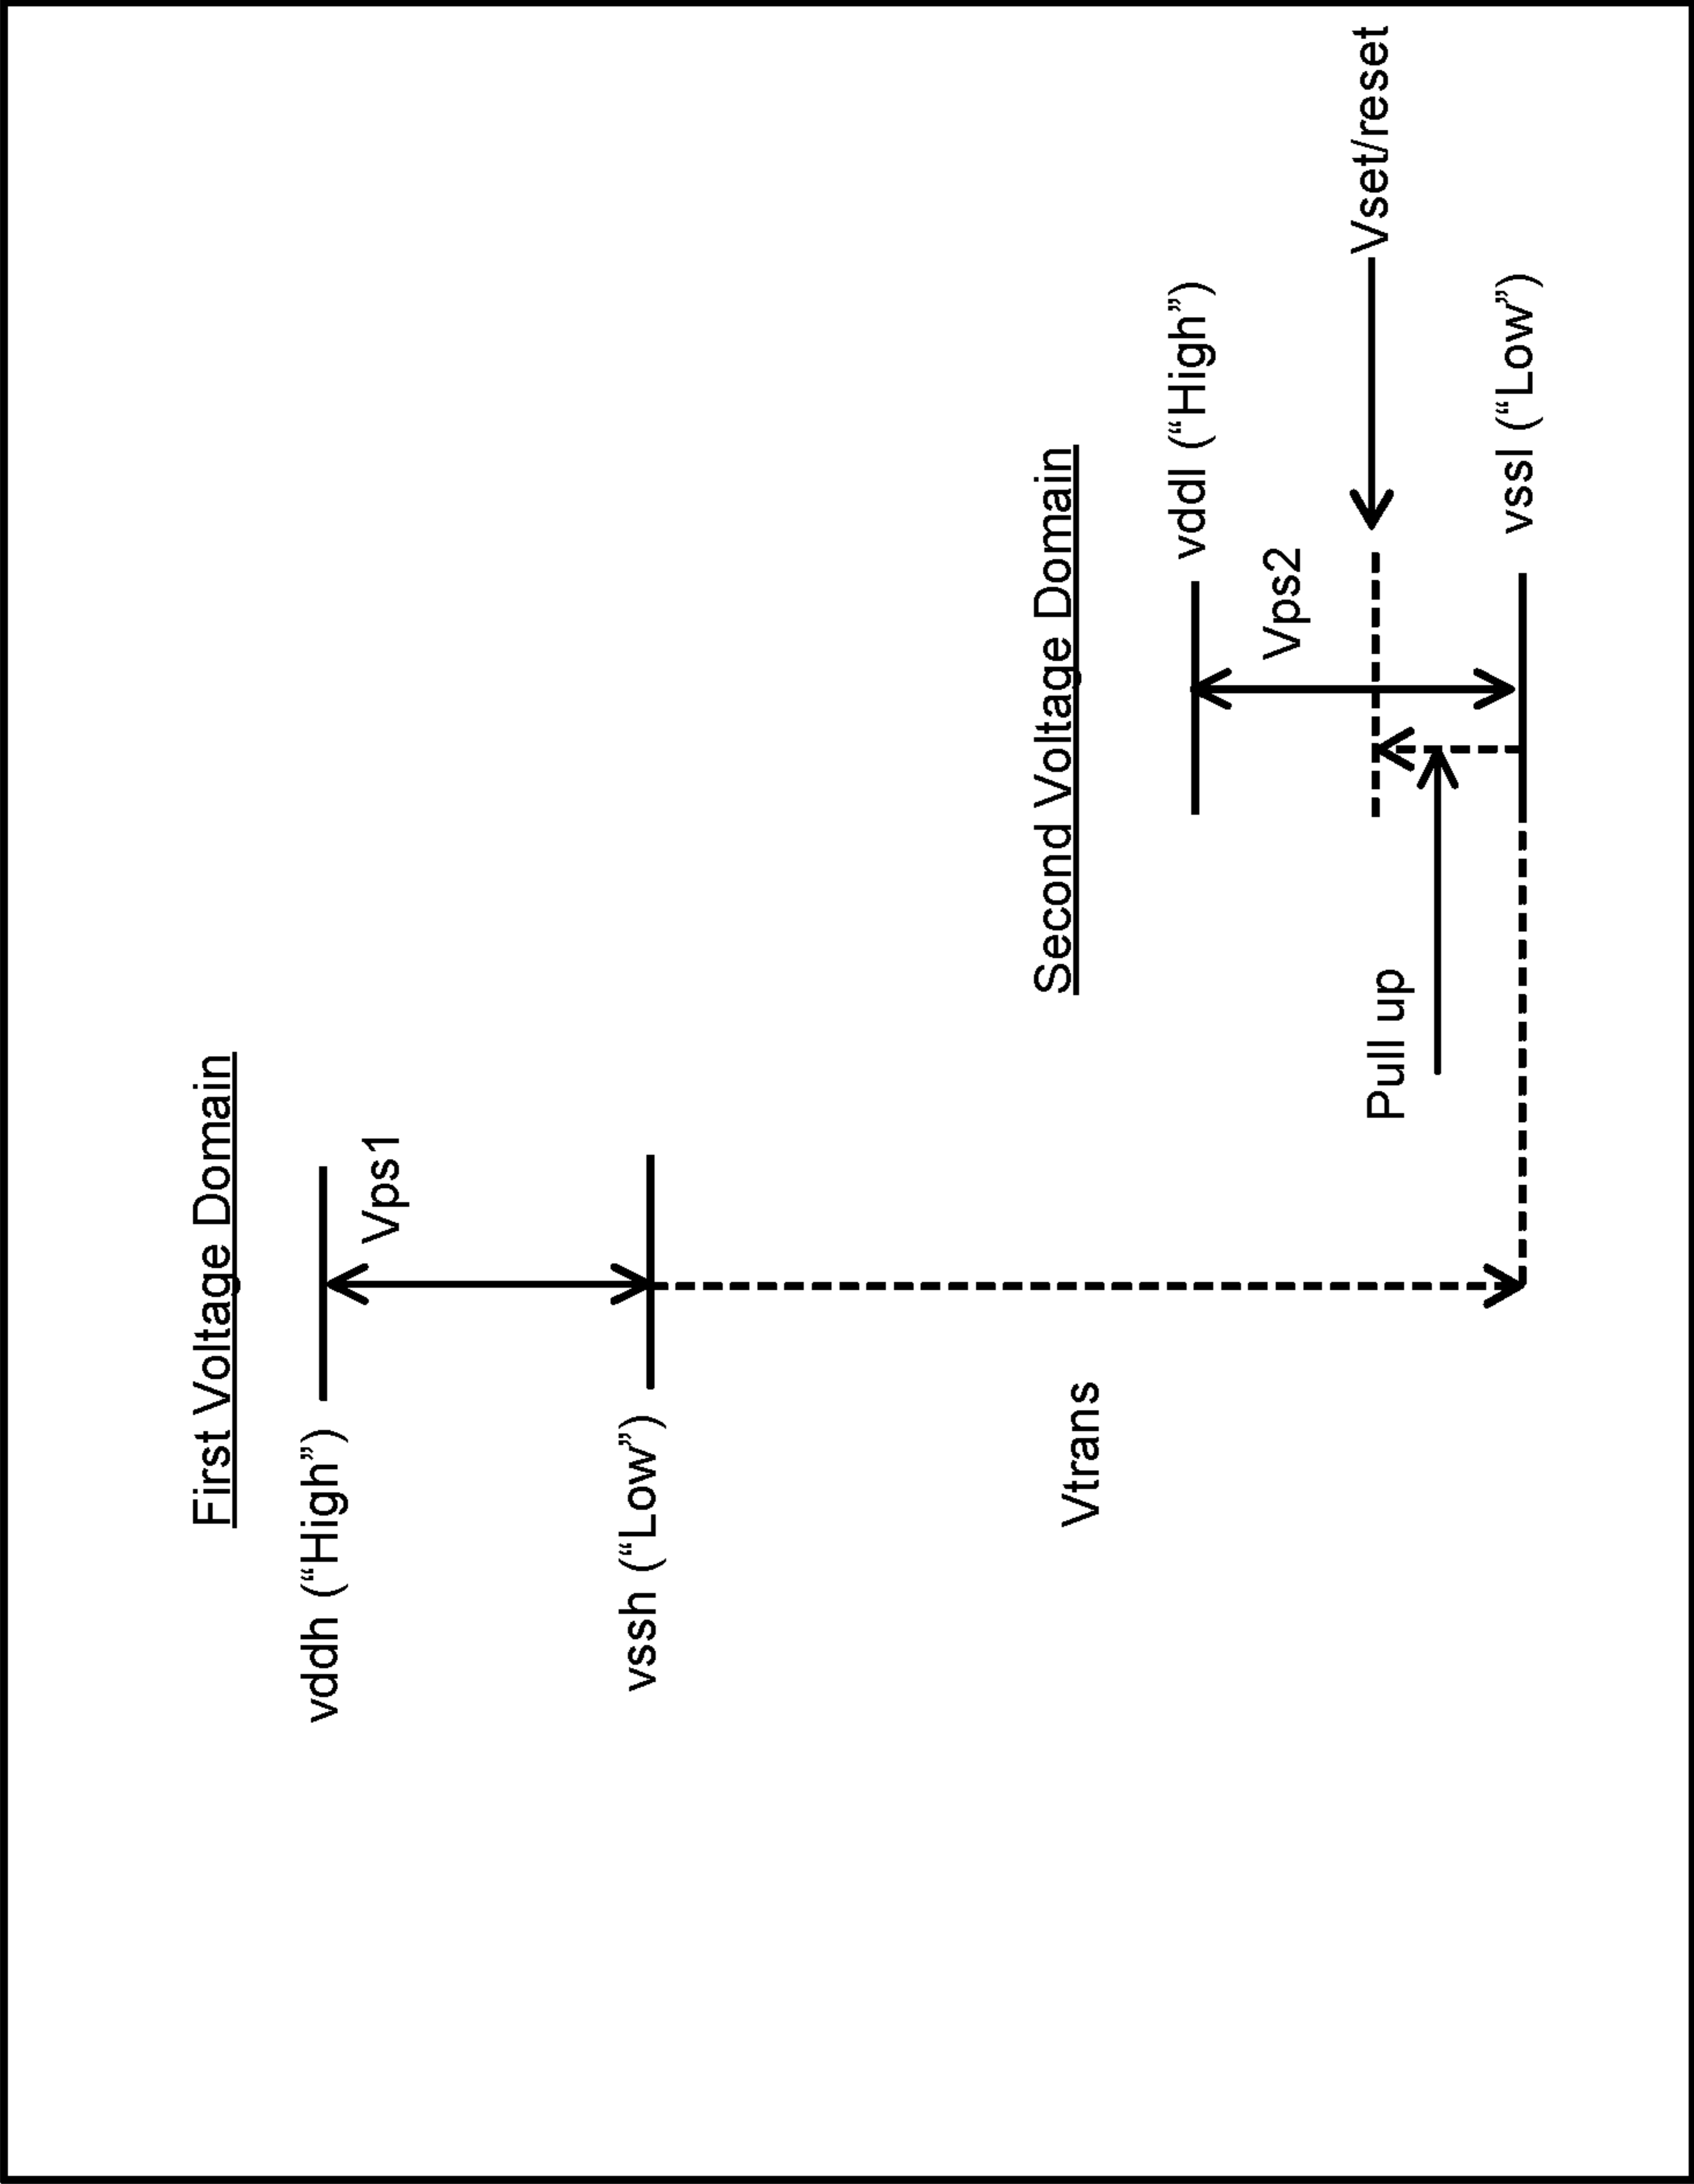 First Voltage Domain
vddh (“High”)
Vps1
vssh (“Low”)
Vtrans
Second Voltage Domain
vddl (“High”)
Vps2
Vset/reset
Pull up
vssl (“Low”)